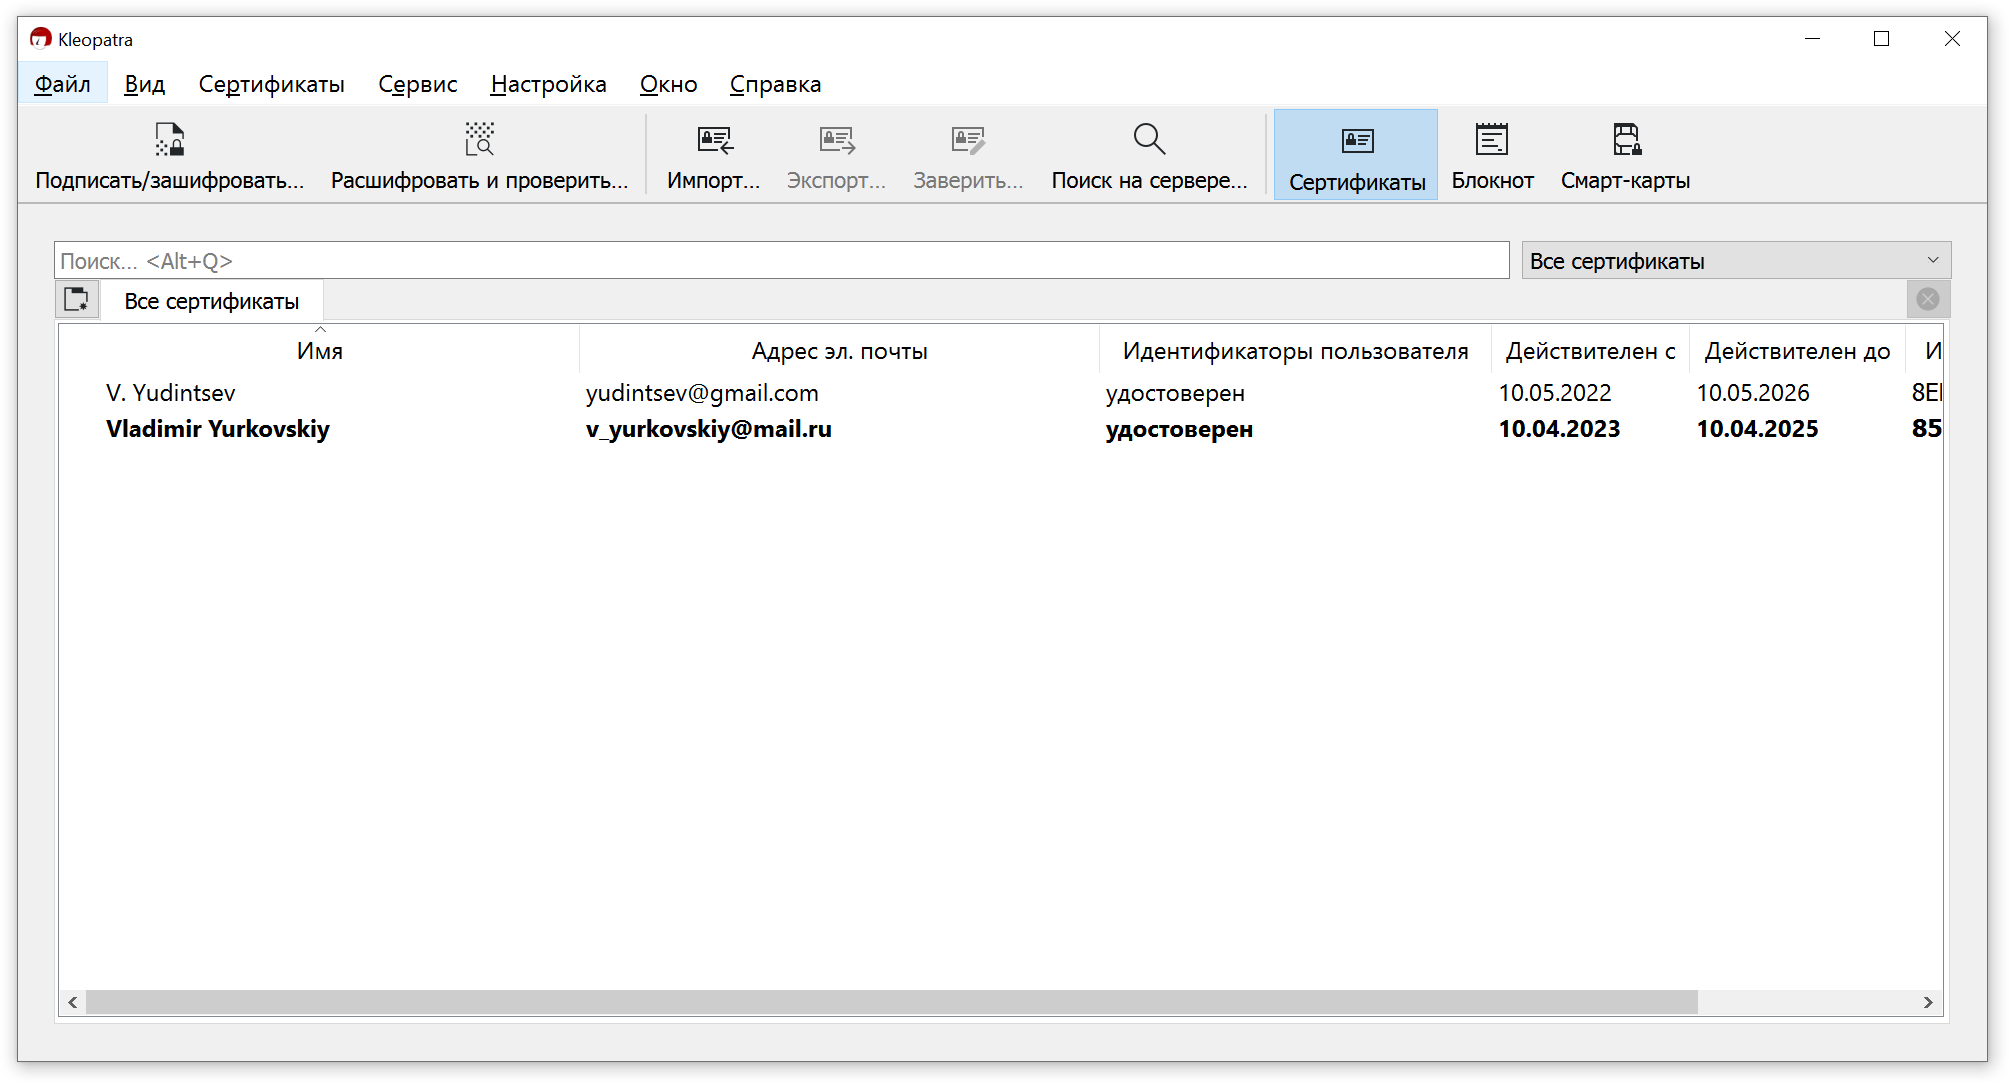 Kleopatra
Файл Вид Сертификаты Сервис Настройка Окно Справка
Подписать/зашифровать... Расшифровать и проверить... Импорт... Экспорт... Заверить... Поиск на сервере... Сертификаты Блокнот Смарт-карты
Поиск... <Alt+Q> Все сертификаты
Все сертификаты
Имя Адрес эл. почты Идентификаторы пользователя Действителен с Действителен до И
V. Yudintsev yudintsev@gmail.com удостоверен 10.05.2022 10.05.2026 8E
Vladimir Yurkovskiy v_yurkovskiy@mail.ru удостоверен 10.04.2023 10.04.2025 85